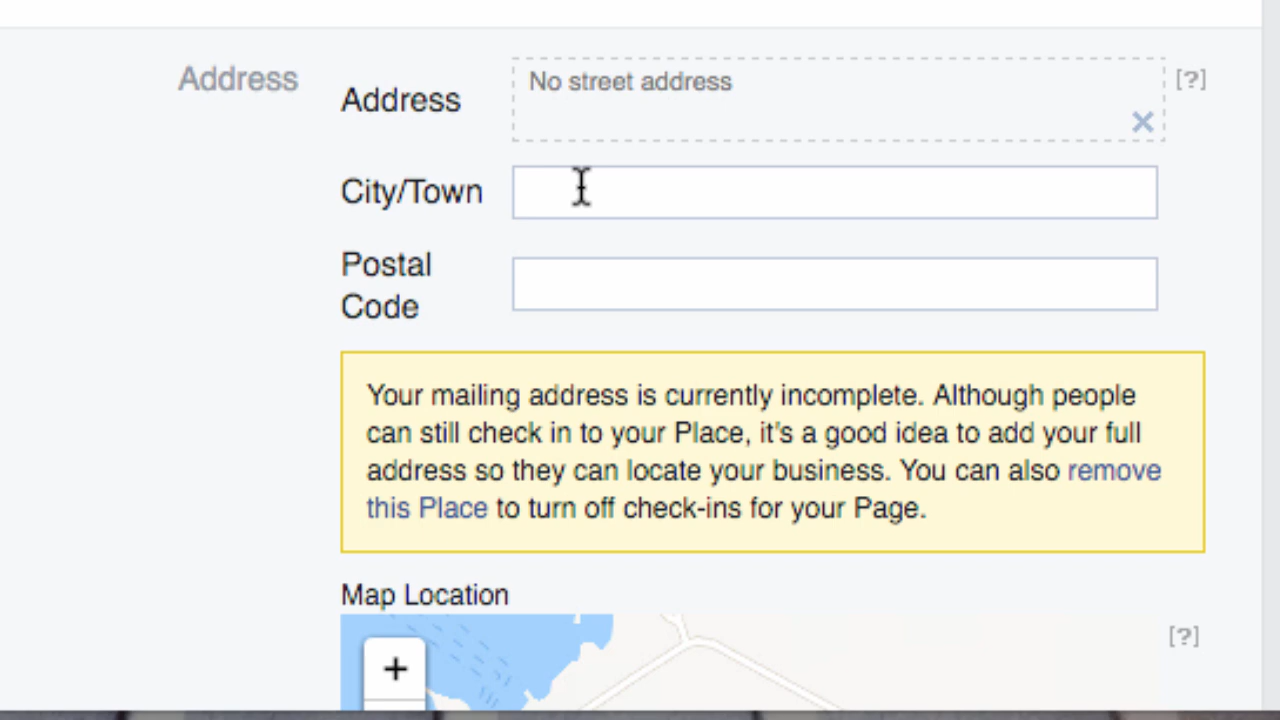 Address
Address
No street address
[?]
City/Town
Postal
Code
Your mailing address is currently incomplete. Although people
can still check in to your Place, it's a good idea to add your full
address so they can locate your business. You can also remove
this Place to turn off check-ins for your Page.
Map Location
[?]
+